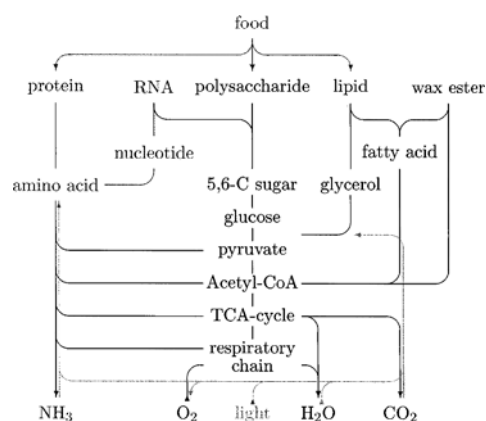 food
protein RNA polysaccharide lipid wax ester
nucleotide fatty acid
amino acid 5,6-C sugar glycerol
glucose
pyruvate
Acetyl-CoA
TCA-cycle
respiratory
chain
NH₃ O₂ light H₂O CO₂